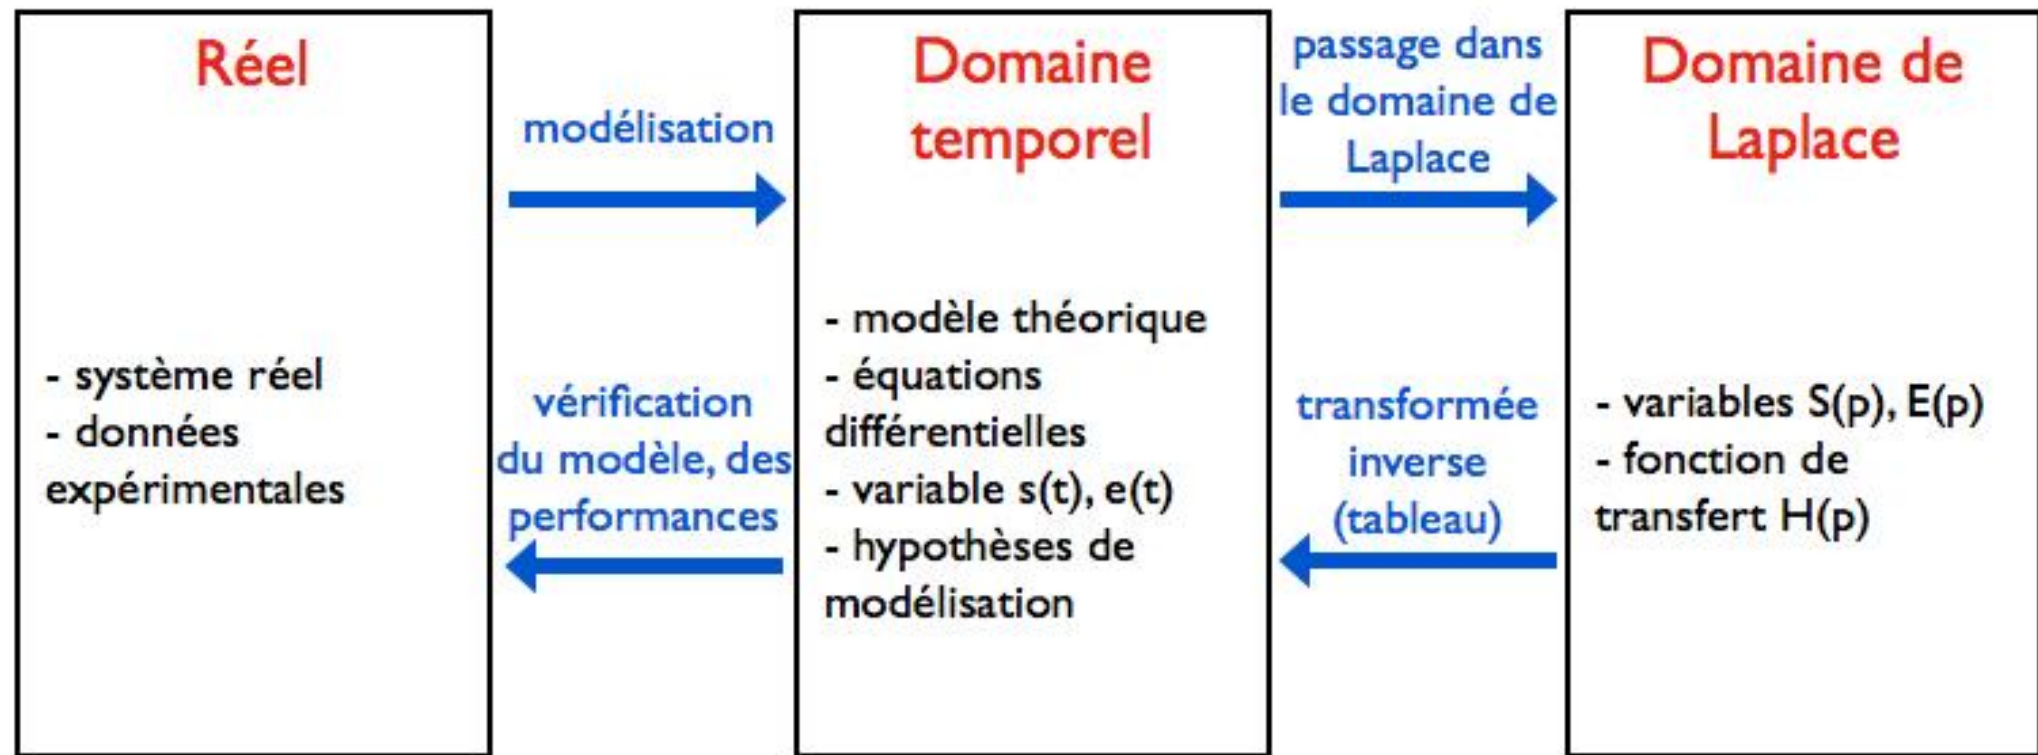 Réel
- système réel
- données
expérimentales
modélisation
vérification
du modèle, des
performances
Domaine
temporel
- modèle théorique
- équations
différentielles
- variable s(t), e(t)
- hypothèses de
modélisation
passage dans
le domaine de
Laplace
transformée
inverse
(tableau)
Domaine de
Laplace
- variables S(p), E(p)
- fonction de
transfert H(p)